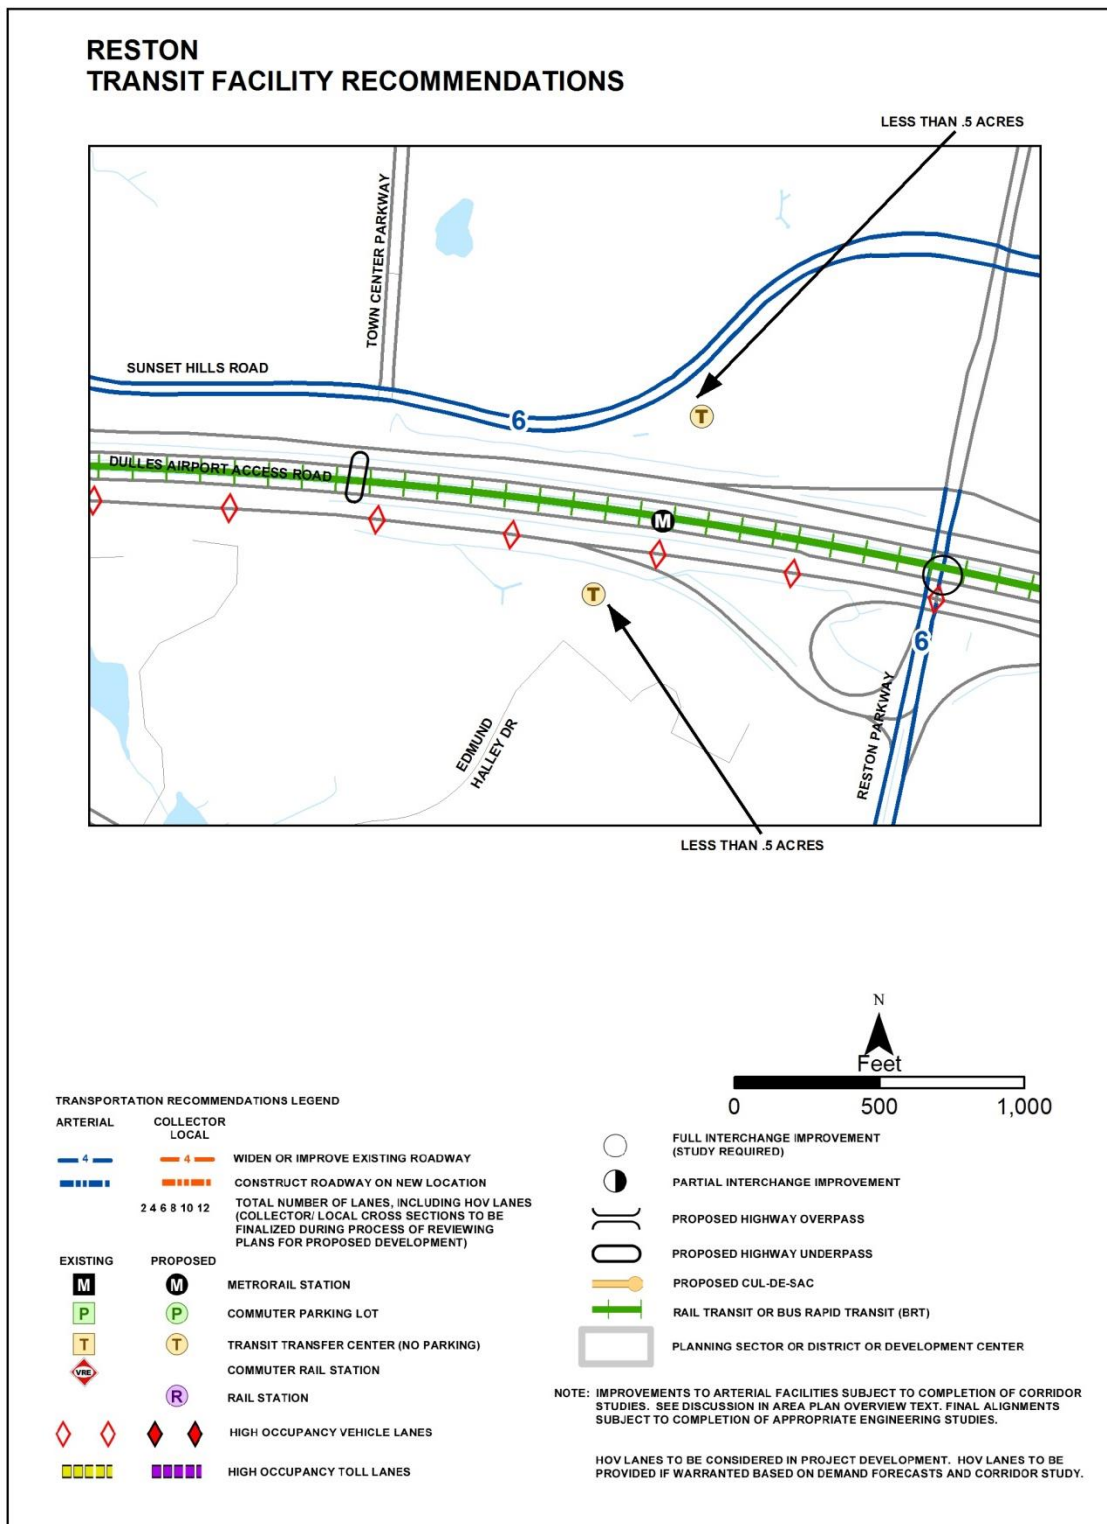 RESTON
TRANSIT FACILITY RECOMMENDATIONS
LESS THAN .5 ACRES
TOWN CENTER PARKWAY
SUNSET HILLS ROAD
6
T
DULLES AIRPORT ACCESS ROAD
M
T
6
RESTON PARKWAY
EDMUND
HALLEY DR
LESS THAN .5 ACRES
N
Feet
0 500 1,000
TRANSPORTATION RECOMMENDATIONS LEGEND
ARTERIAL
COLLECTOR
LOCAL
4 4 WIDEN OR IMPROVE EXISTING ROADWAY
CONSTRUCT ROADWAY ON NEW LOCATION
2 4 6 8 10 12
TOTAL NUMBER OF LANES, INCLUDING HOV LANES
(COLLECTOR/ LOCAL CROSS SECTIONS TO BE
FINALIZED DURING PROCESS OF REVIEWING
PLANS FOR PROPOSED DEVELOPMENT)
EXISTING PROPOSED
M M METRORAIL STATION
P P COMMUTER PARKING LOT
T T TRANSIT TRANSFER CENTER (NO PARKING)
VRE COMMUTER RAIL STATION
R RAIL STATION
HIGH OCCUPANCY VEHICLE LANES
HIGH OCCUPANCY TOLL LANES
FULL INTERCHANGE IMPROVEMENT
(STUDY REQUIRED)
PARTIAL INTERCHANGE IMPROVEMENT
PROPOSED HIGHWAY OVERPASS
PROPOSED HIGHWAY UNDERPASS
PROPOSED CUL-DE-SAC
RAIL TRANSIT OR BUS RAPID TRANSIT (BRT)
PLANNING SECTOR OR DISTRICT OR DEVELOPMENT CENTER
NOTE: IMPROVEMENTS TO ARTERIAL FACILITIES SUBJECT TO COMPLETION OF CORRIDOR
STUDIES. SEE DISCUSSION IN AREA PLAN OVERVIEW TEXT. FINAL ALIGNMENTS
SUBJECT TO COMPLETION OF APPROPRIATE ENGINEERING STUDIES.
HOV LANES TO BE CONSIDERED IN PROJECT DEVELOPMENT. HOV LANES TO BE
PROVIDED IF WARRANTED BASED ON DEMAND FORECASTS AND CORRIDOR STUDY.